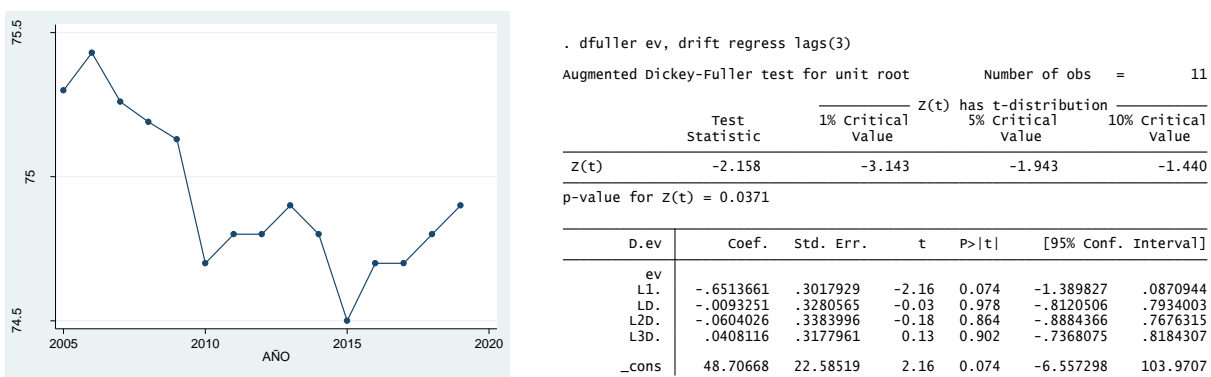 75.5
75
74.5
2005 2010 2015 2020
AÑO
. dfuller ev, drift regress lags(3)
Augmented Dickey-Fuller test for unit root Number of obs = 11
Z(t) has t-distribution
Test 1% Critical 5% Critical 10% Critical
Statistic Value Value Value
Z(t) -2.158 -3.143 -1.943 -1.440
p-value for Z(t) = 0.0371
D.ev Coef. Std. Err. t P>|t| [95% Conf. Interval]
ev
L1. -.6513661 .3017929 -2.16 0.074 -1.389827 .0870944
LD. -.0093251 .3280565 -0.03 0.978 -.8120506 .7934003
L2D. -.0604026 .3383996 -0.18 0.864 -.8884366 .7676315
L3D. .0408116 .3177961 0.13 0.902 -.7368075 .8184307
_cons 48.70668 22.58519 2.16 0.074 -6.557298 103.9707